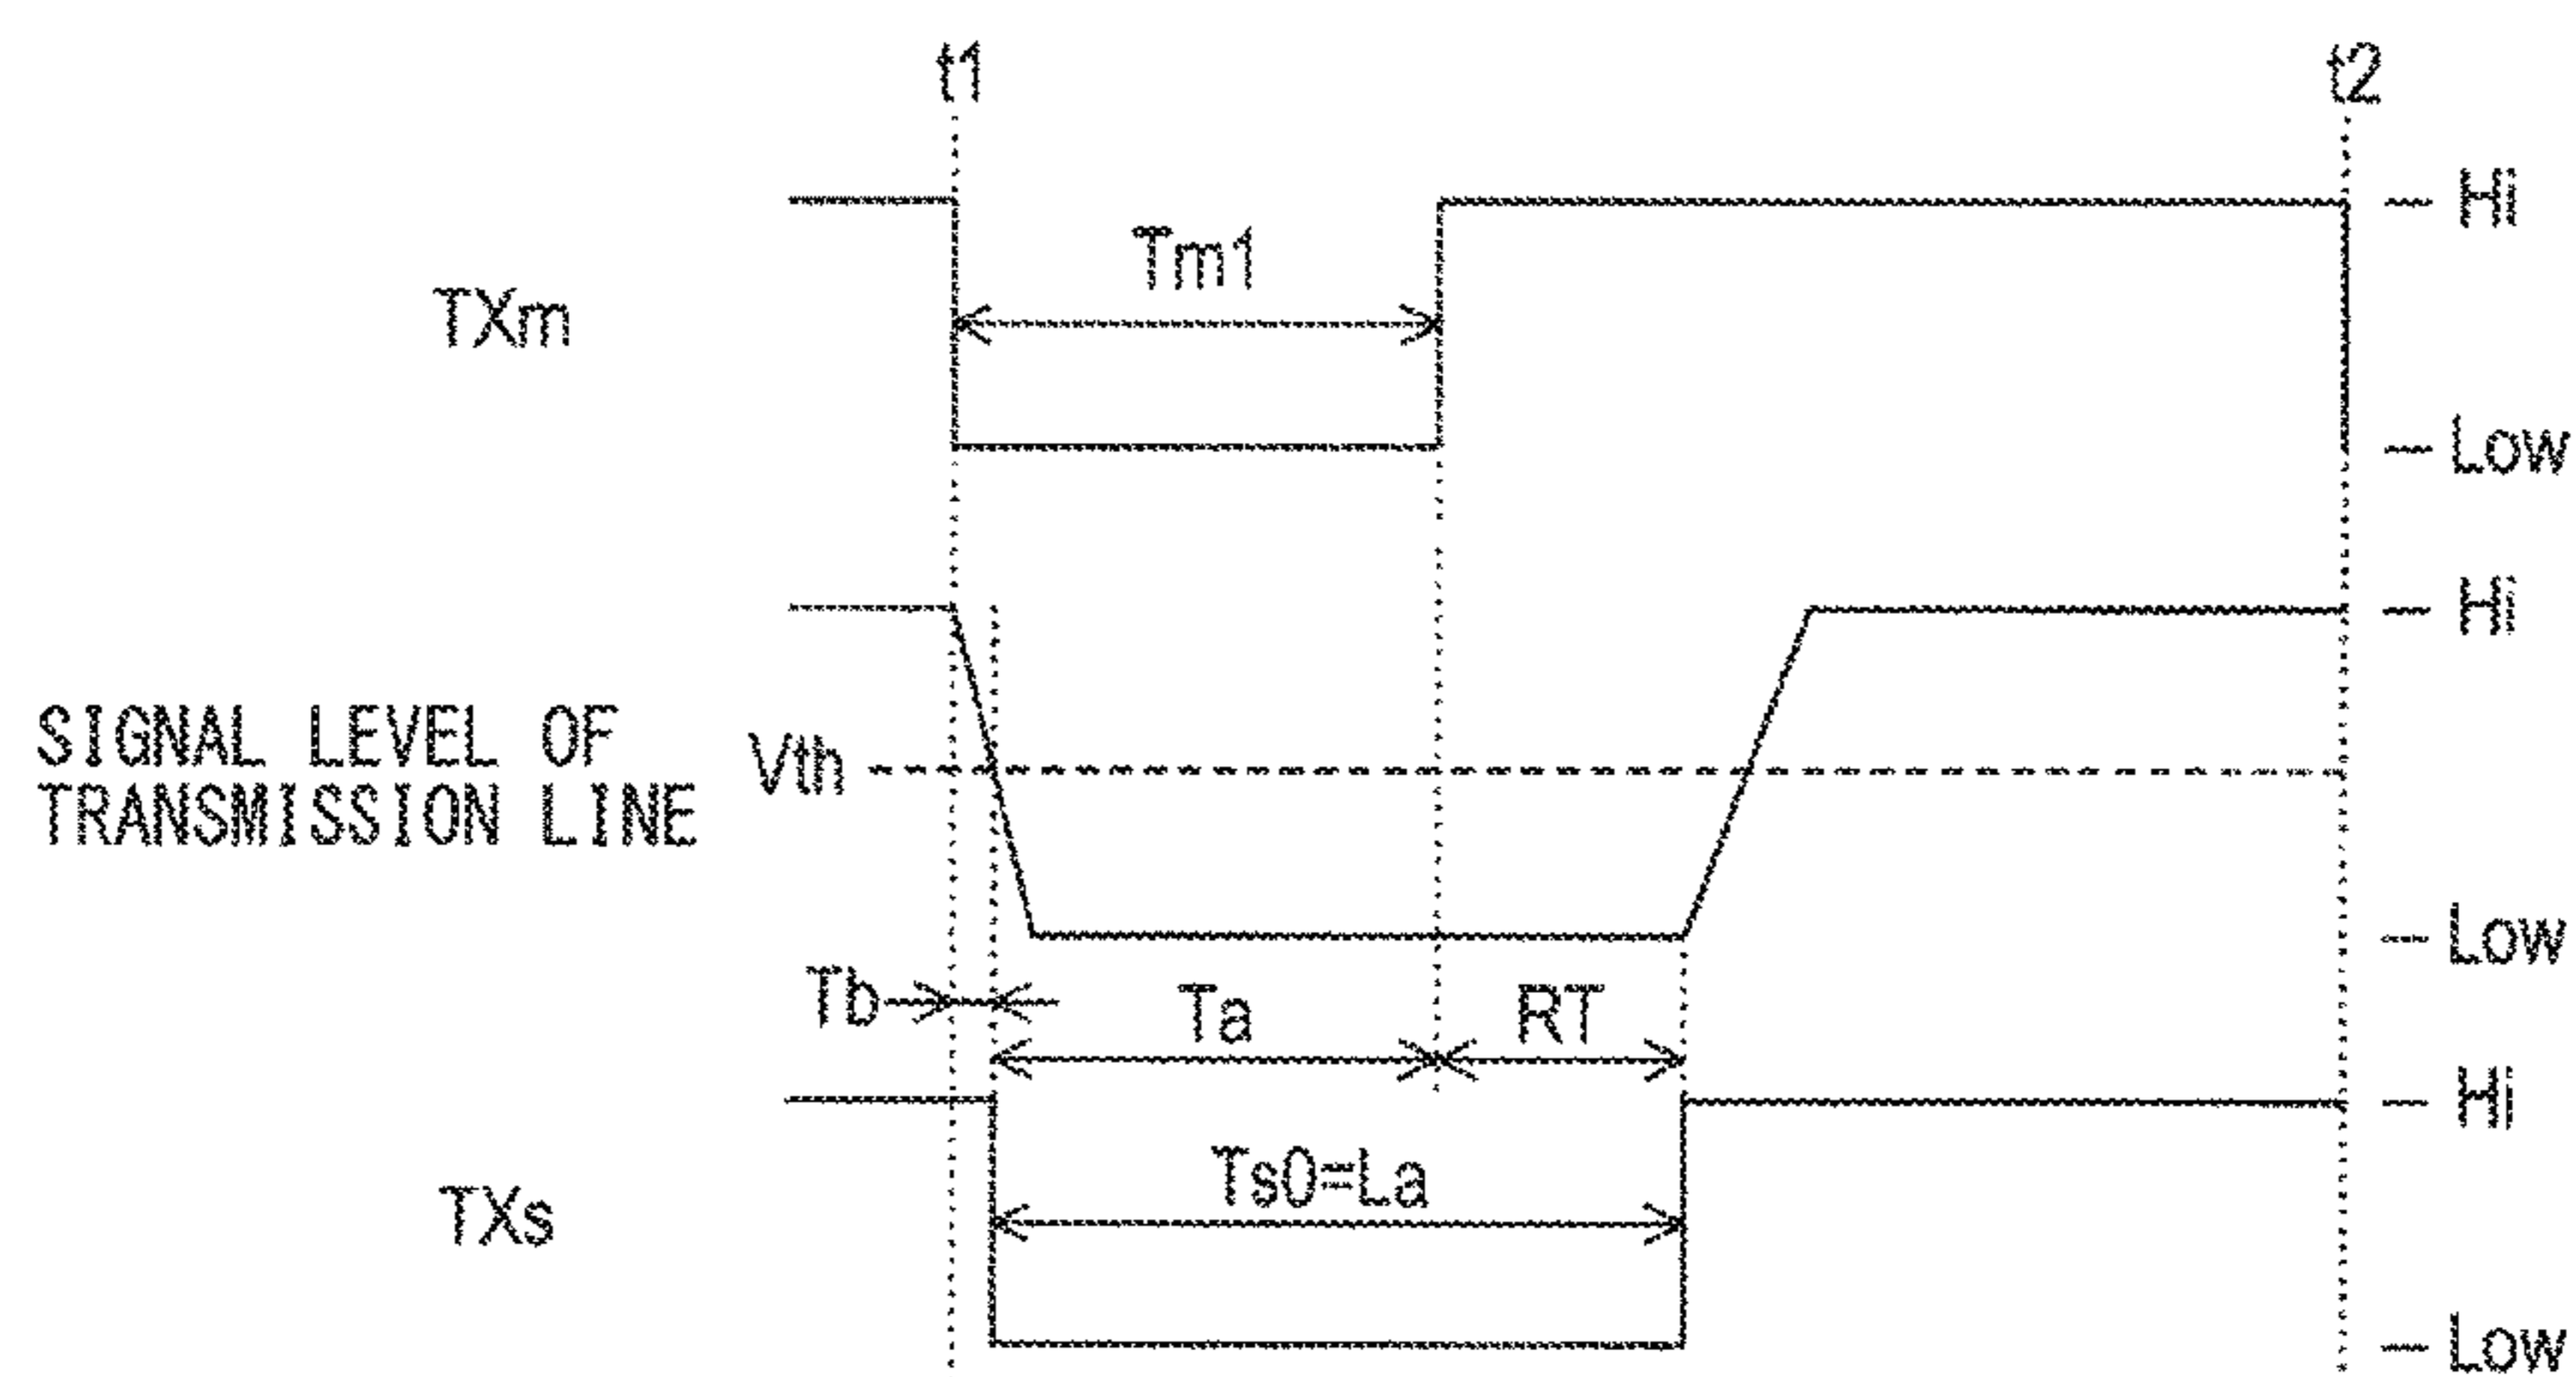 t1
t2
Hi
Tm1
TXm
Low
Hi
SIGNAL LEVEL OF
TRANSMISSION LINE
Vth
Low
Tb
Ta
RT
Hi
Ts0=La
TXs
Low